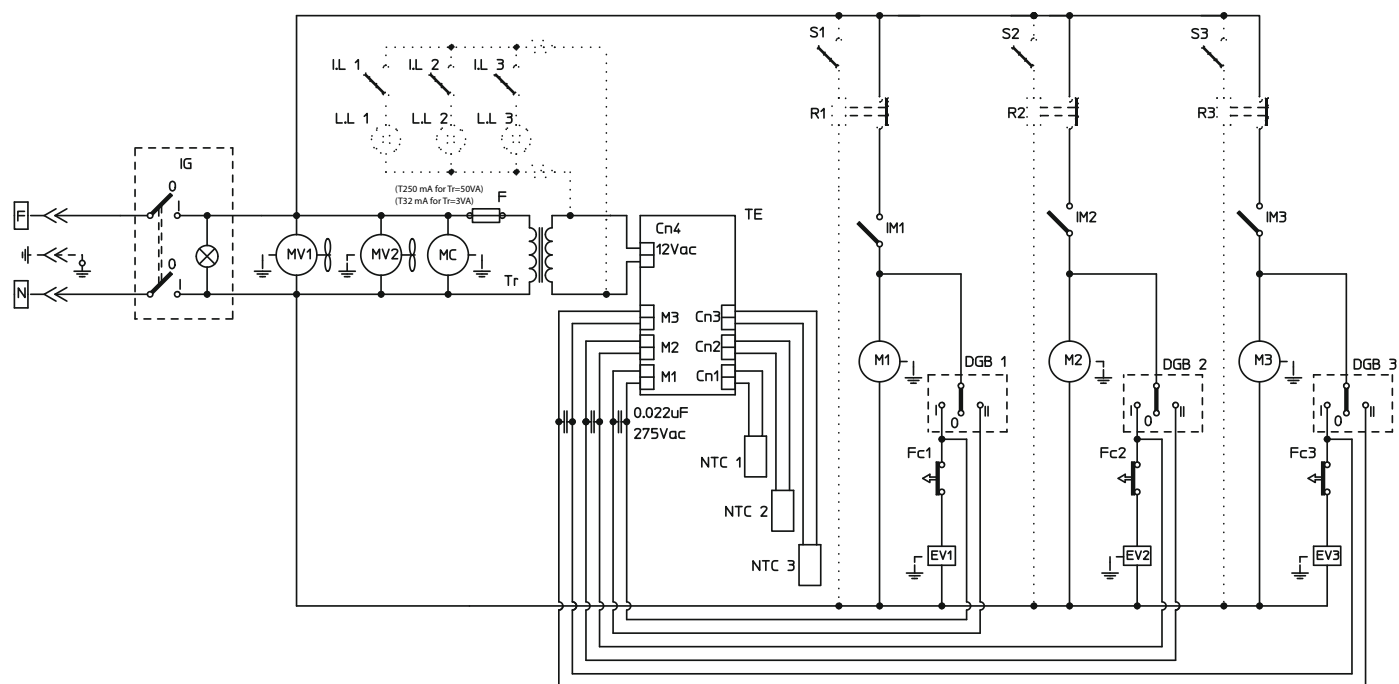 S1
S2
S3
I.L 1
I.L 2
I.L 3
L.L 1
L.L 2
L.L 3
R1
R2
R3
IG
0
(T250 mA for Tr=50VA)
(T32 mA for Tr=3VA)
F
F
I
TE
Cn4
12Vac
IM1
IM2
IM3
MV1
MV2
MC
0
Tr
N
I
M3
Cn3
M2
Cn2
M1
Cn1
M1
M2
M3
DGB 1
DGB 2
DGB 3
I
0
II
I
0
II
I
0
II
0.022uF
275Vac
Fc1
Fc2
Fc3
NTC 1
NTC 2
NTC 3
EV1
EV2
EV3